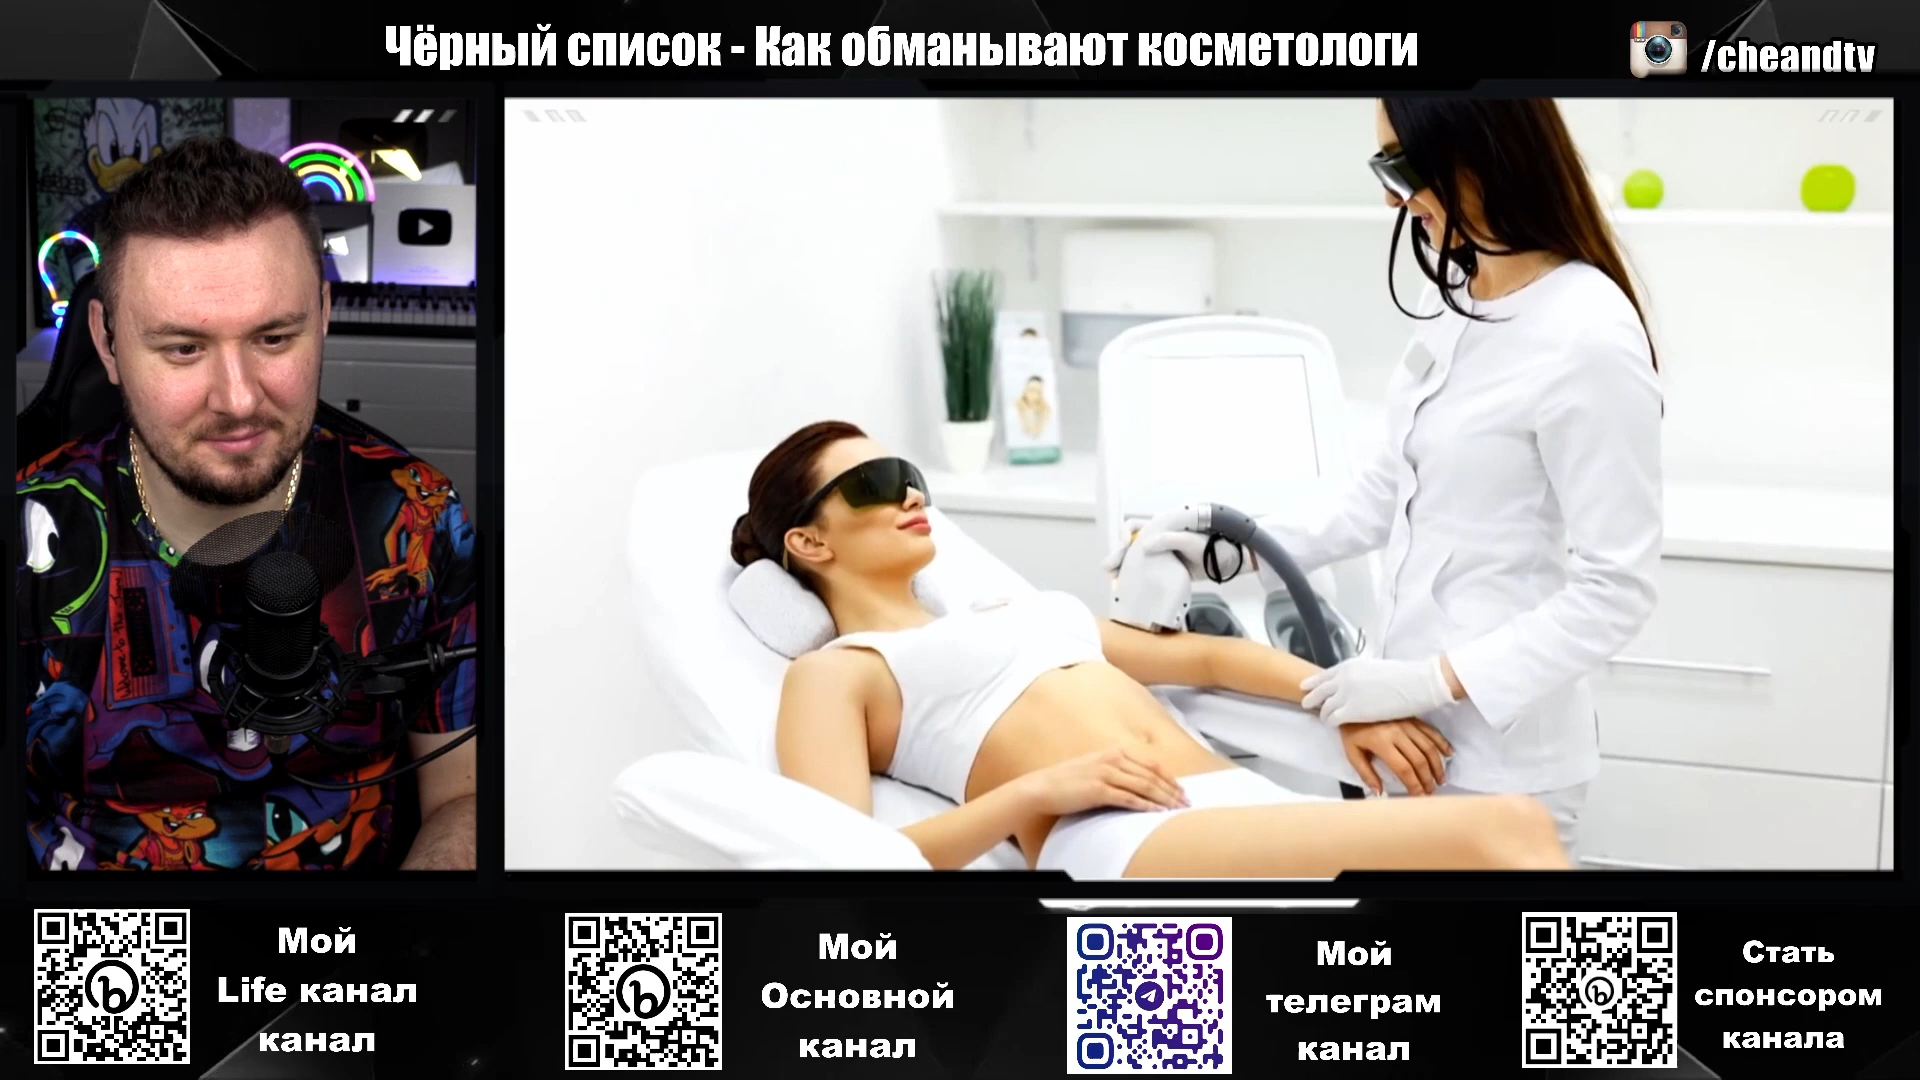 Чёрный список - Как обманывают косметологи
/cheandtv
Мой
Life канал
канал
Мой
Основной
канал
Мой
телеграм
канал
Стать
спонсором
канала